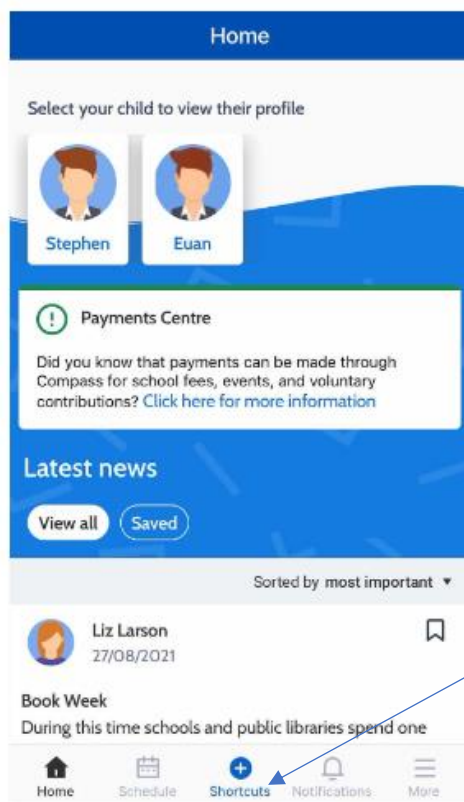 Home
Select your child to view their profile
Stephen Euan
Payments Centre
Did you know that payments can be made through
Compass for school fees, events, and voluntary
contributions? Click here for more information
Latest news
View all Saved
Sorted by most important
Liz Larson
27/08/2021
Book Week
During this time schools and public libraries spend one
Home Schedule Shortcuts Notifications More